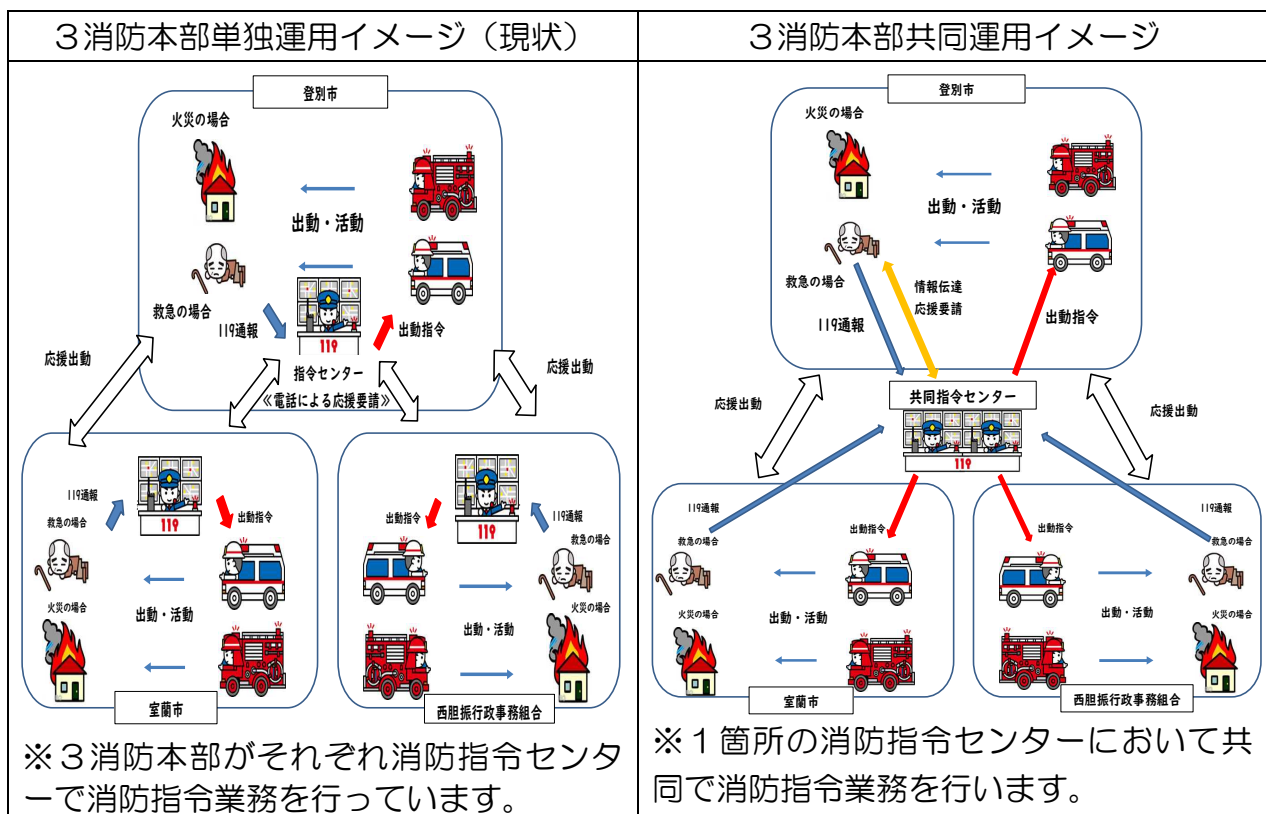 ３消防本部単独運用イメージ（現状）
登別市
火災の場合
出動・活動
救急の場合
119通報
119
出動指令
指令センター
≪電話による応援要請≫
応援出動
応援出動
119通報
救急の場合
119
出動指令
火災の場合
出動・活動
室蘭市
出動指令
119
119通報
救急の場合
火災の場合
出動・活動
西胆振行政事務組合
※３消防本部がそれぞれ消防指令センタ
ーで消防指令業務を行っています。
３消防本部共同運用イメージ
登別市
火災の場合
出動・活動
救急の場合
情報伝達
応援要請
119通報
出動指令
共同指令センター
119
応援出動
応援出動
119通報
救急の場合
出動指令
火災の場合
出動・活動
室蘭市
119通報
出動指令
救急の場合
火災の場合
出動・活動
西胆振行政事務組合
※１箇所の消防指令センターにおいて共
同で消防指令業務を行います。